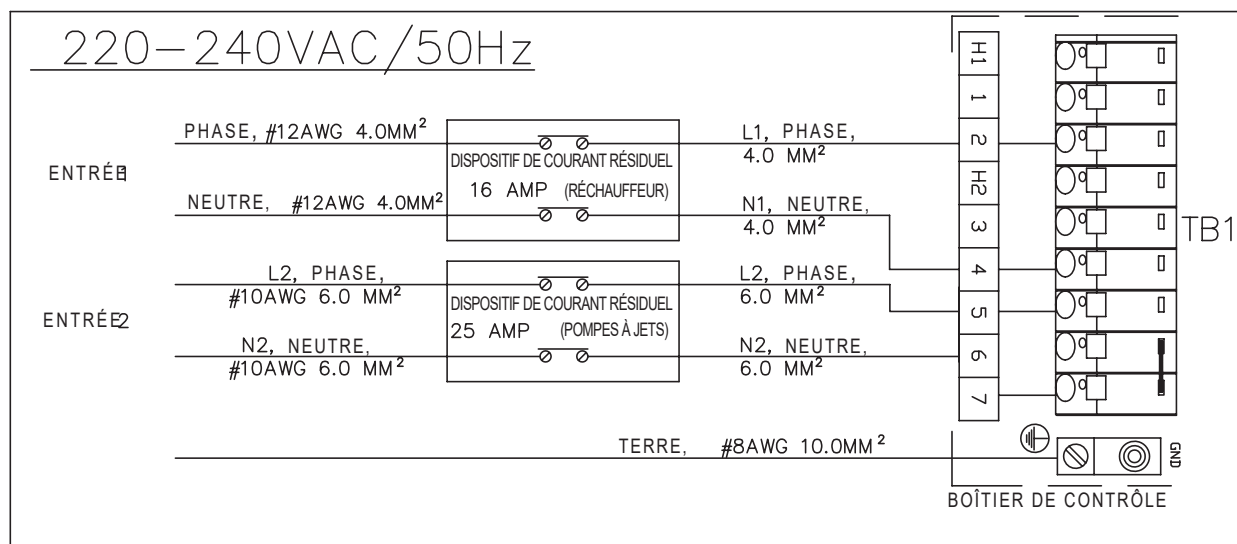 220-240VAC/50Hz
PHASE, #12AWG 4.0MM²
L1, PHASE,
4.0 MM²
DISPOSITIF DE COURANT RÉSIDUEL
16 AMP (RÉCHAUFFEUR)
ENTRÉE1
NEUTRE, #12AWG 4.0MM²
N1, NEUTRE,
4.0 MM²
L2, PHASE,
#10AWG 6.0 MM²
L2, PHASE,
6.0 MM²
DISPOSITIF DE COURANT RÉSIDUEL
25 AMP (POMPES À JETS)
ENTRÉE2
N2, NEUTRE,
#10AWG 6.0 MM²
N2, NEUTRE,
6.0 MM²
TERRE, #8AWG 10.0MM²
H1
1
2
H2
3
4
5
6
7
TB1
GND
BOÎTIER DE CONTRÔLE